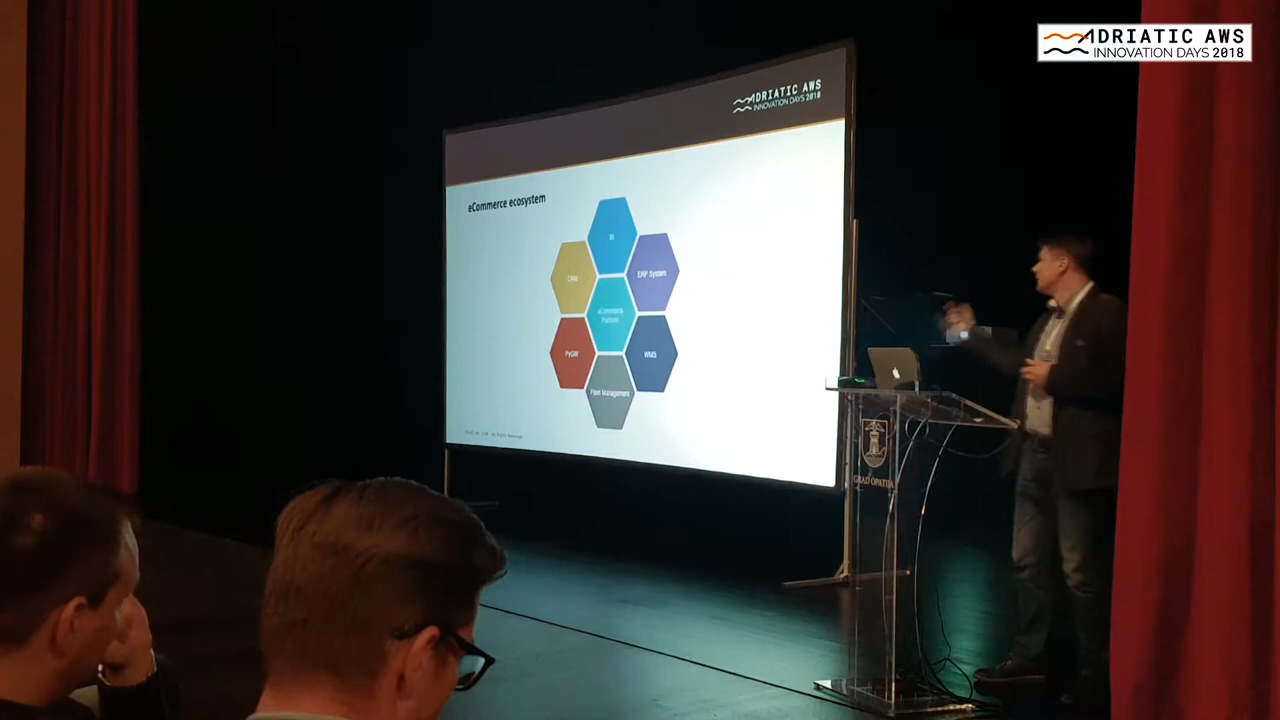 ADRIATIC AWS
INNOVATION DAYS 2018
ADRIATIC AWS
INNOVATION DAYS 2018
eCommerce ecosystem
BI
CRM
ERP System
eCommerce
Platform
PyGW
WMS
Fleet Management
GRAD OPATIJA